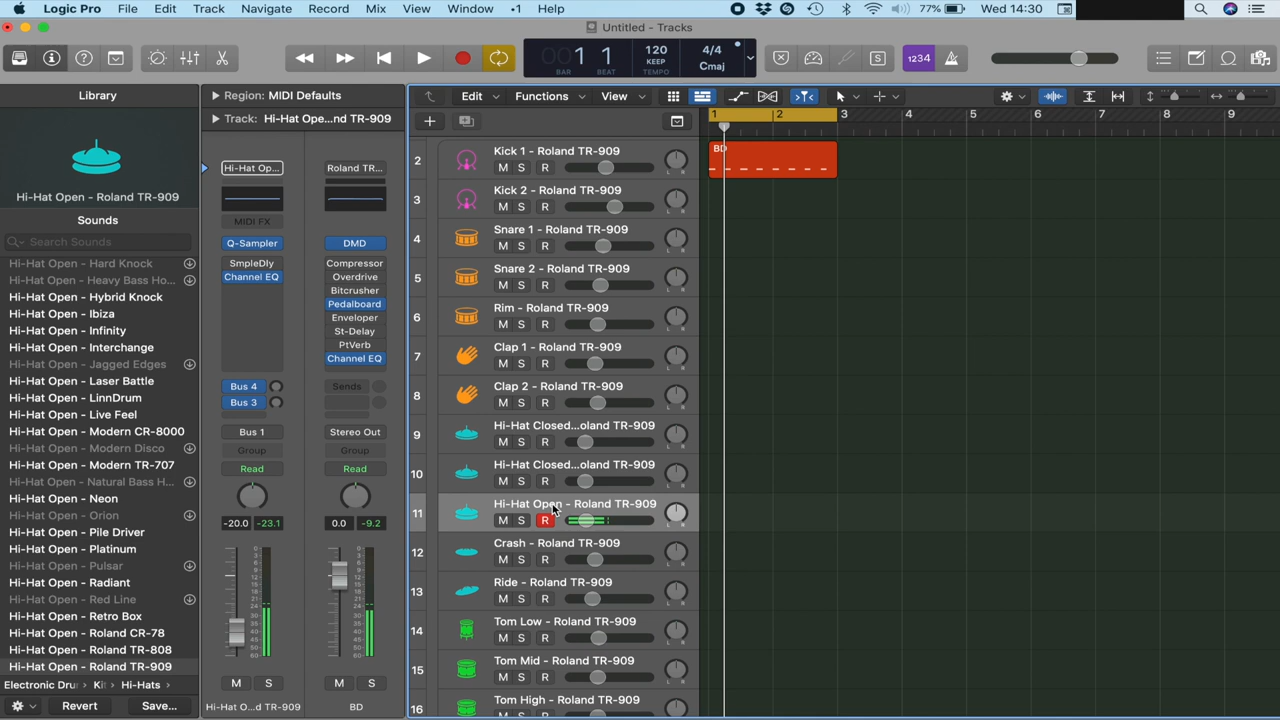 Logic Pro File Edit Track Navigate Record Mix View Window •1 Help 77% Wed 14:30
Untitled - Tracks
1 1 120 4/4
BAR BEAT KEEP TEMPO Cmaj
S 1234
Library
Region: MIDI Defaults
Edit Functions View
Track: Hi-Hat Ope...nd TR-909
1 2 3 4 5 6 7 8 9
Hi-Hat Open - Roland TR-909
Sounds
Search Sounds
Hi-Hat Open - Hard Knock
Hi-Hat Open - Heavy Bass Ho...
Hi-Hat Open - Hybrid Knock
Hi-Hat Open - Ibiza
Hi-Hat Open - Infinity
Hi-Hat Open - Interchange
Hi-Hat Open - Jagged Edges
Hi-Hat Open - Laser Battle
Hi-Hat Open - LinnDrum
Hi-Hat Open - Live Feel
Hi-Hat Open - Modern CR-8000
Hi-Hat Open - Modern Disco
Hi-Hat Open - Modern TR-707
Hi-Hat Open - Natural Bass H...
Hi-Hat Open - Neon
Hi-Hat Open - Orion
Hi-Hat Open - Pile Driver
Hi-Hat Open - Platinum
Hi-Hat Open - Pulsar
Hi-Hat Open - Radiant
Hi-Hat Open - Red Line
Hi-Hat Open - Retro Box
Hi-Hat Open - Roland CR-78
Hi-Hat Open - Roland TR-808
Hi-Hat Open - Roland TR-909
Electronic Dru Kit Hi-Hats
Revert Save...
Hi-Hat Op...
MIDI FX
Q-Sampler
SmpleDly
Channel EQ
Bus 4
Bus 3
Bus 1
Group
Read
-20.0 -23.1
M S
Hi-Hat O...d TR-909
Roland TR...
DMD
Compressor
Overdrive
Bitcrusher
Pedalboard
Enveloper
St-Delay
PtVerb
Channel EQ
Sends
Stereo Out
Group
Read
0.0 -9.2
M S
BD
2 Kick 1 - Roland TR-909
M S R
3 Kick 2 - Roland TR-909
M S R
4 Snare 1 - Roland TR-909
M S R
5 Snare 2 - Roland TR-909
M S R
6 Rim - Roland TR-909
M S R
7 Clap 1 - Roland TR-909
M S R
8 Clap 2 - Roland TR-909
M S R
9 Hi-Hat Closed...oland TR-909
M S R
10 Hi-Hat Closed...oland TR-909
M S R
11 Hi-Hat Open - Roland TR-909
M S R
12 Crash - Roland TR-909
M S R
13 Ride - Roland TR-909
M S R
14 Tom Low - Roland TR-909
M S R
15 Tom Mid - Roland TR-909
M S R
16 Tom High - Roland TR-909
M S R
BD